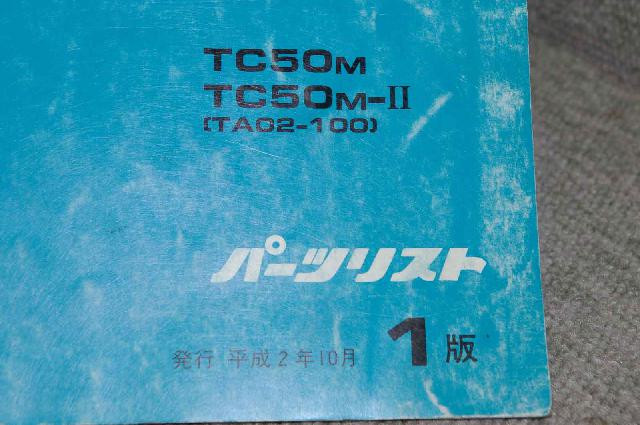 TC50M
TC50M-II
(TA02-100)
パーツリスト
発行 平成2年10月 1版